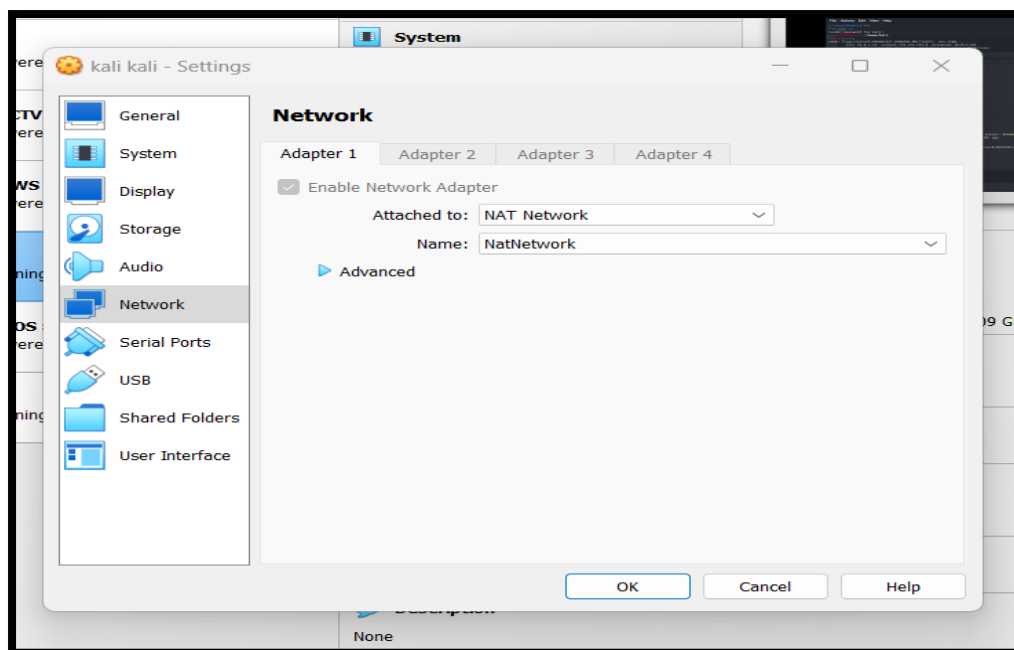 System
kali kali - Settings
General
System
Display
Storage
Audio
Network
Serial Ports
USB
Shared Folders
User Interface
Network
Adapter 1 Adapter 2 Adapter 3 Adapter 4
Enable Network Adapter
Attached to: NAT Network
Name: NatNetwork
Advanced
OK Cancel Help
None